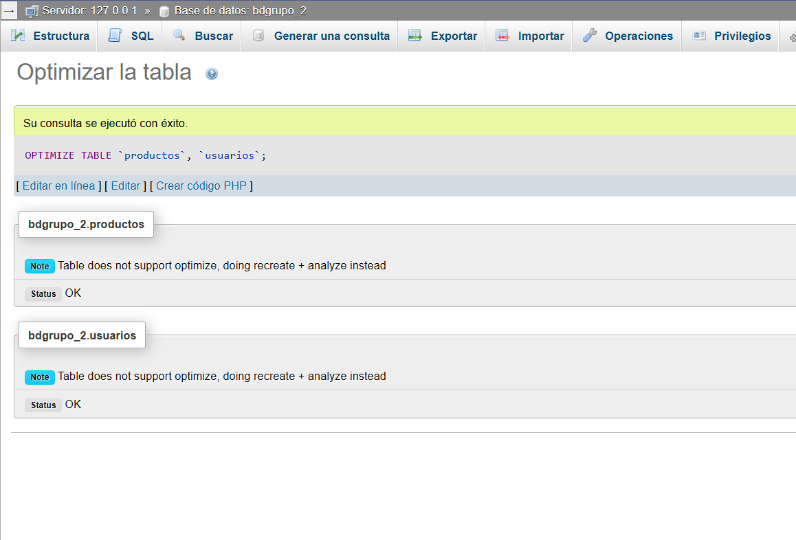 Servidor: 127.0.0.1 » Base de datos: bdgrupo_2
Estructura SQL Buscar Generar una consulta Exportar Importar Operaciones Privilegios
Optimizar la tabla
Su consulta se ejecutó con éxito.
OPTIMIZE TABLE `productos`, `usuarios`;
[ Editar en línea ] [ Editar ] [ Crear código PHP ]
bdgrupo_2.productos
Note Table does not support optimize, doing recreate + analyze instead
Status OK
bdgrupo_2.usuarios
Note Table does not support optimize, doing recreate + analyze instead
Status OK